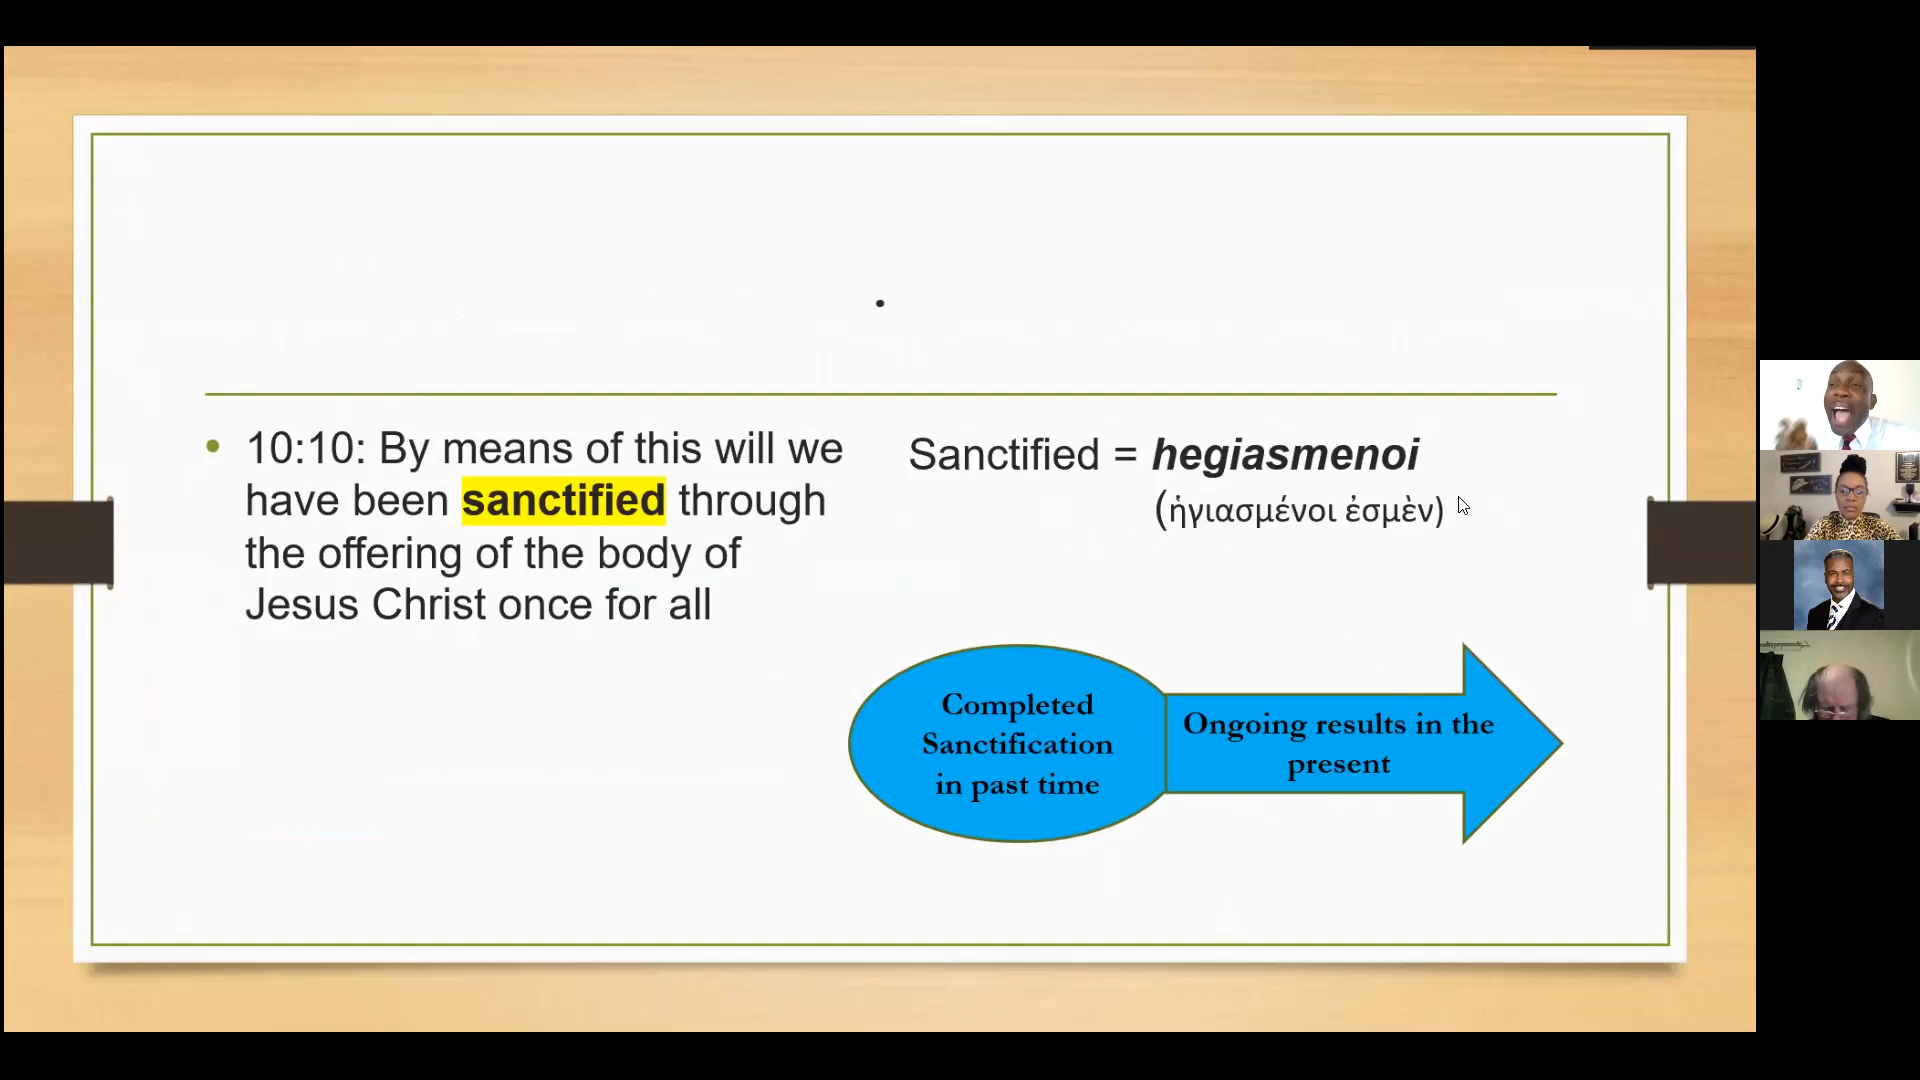 10:10: By means of this will we
have been sanctified through
the offering of the body of
Jesus Christ once for all
Sanctified = hegiasmenoi
(ἡγιασμένοι ἐσμὲν)
Completed
Sanctification
in past time
Ongoing results in the
present